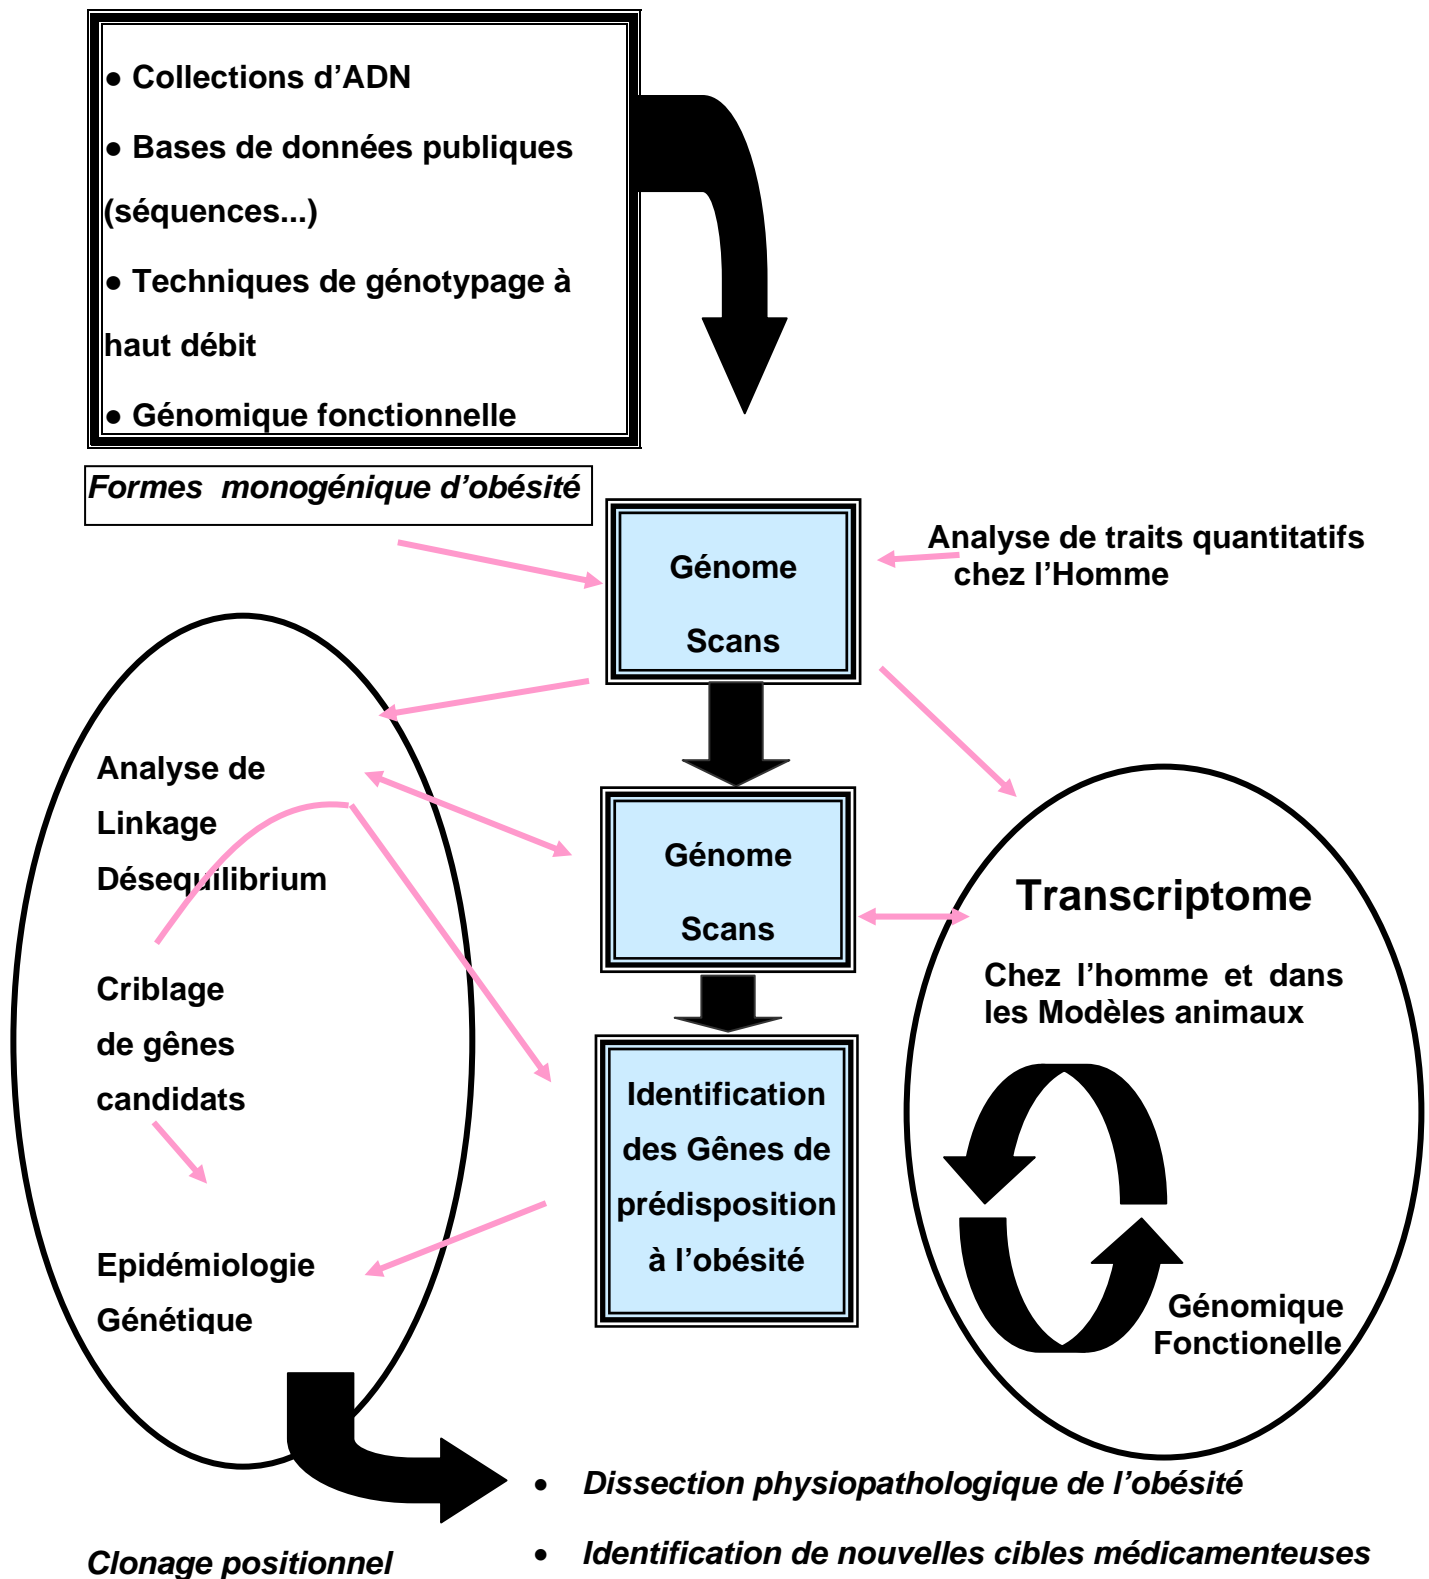 ● Collections d’ADN
● Bases de données publiques
(séquences...)
● Techniques de génotypage à
haut débit
● Génomique fonctionnelle
Formes monogénique d’obésité
Génome
Scans
Analyse de traits quantitatifs
chez l’Homme
Analyse de
Linkage
Désequilibrium
Criblage
de gênes
candidats
Epidémiologie
Génétique
Génome
Scans
Identification
des Gênes de
prédisposition
à l’obésité
Transcriptome
Chez l’homme et dans
les Modèles animaux
Génomique
Fonctionelle
• Dissection physiopathologique de l’obésité
• Identification de nouvelles cibles médicamenteuses
Clonage positionnel